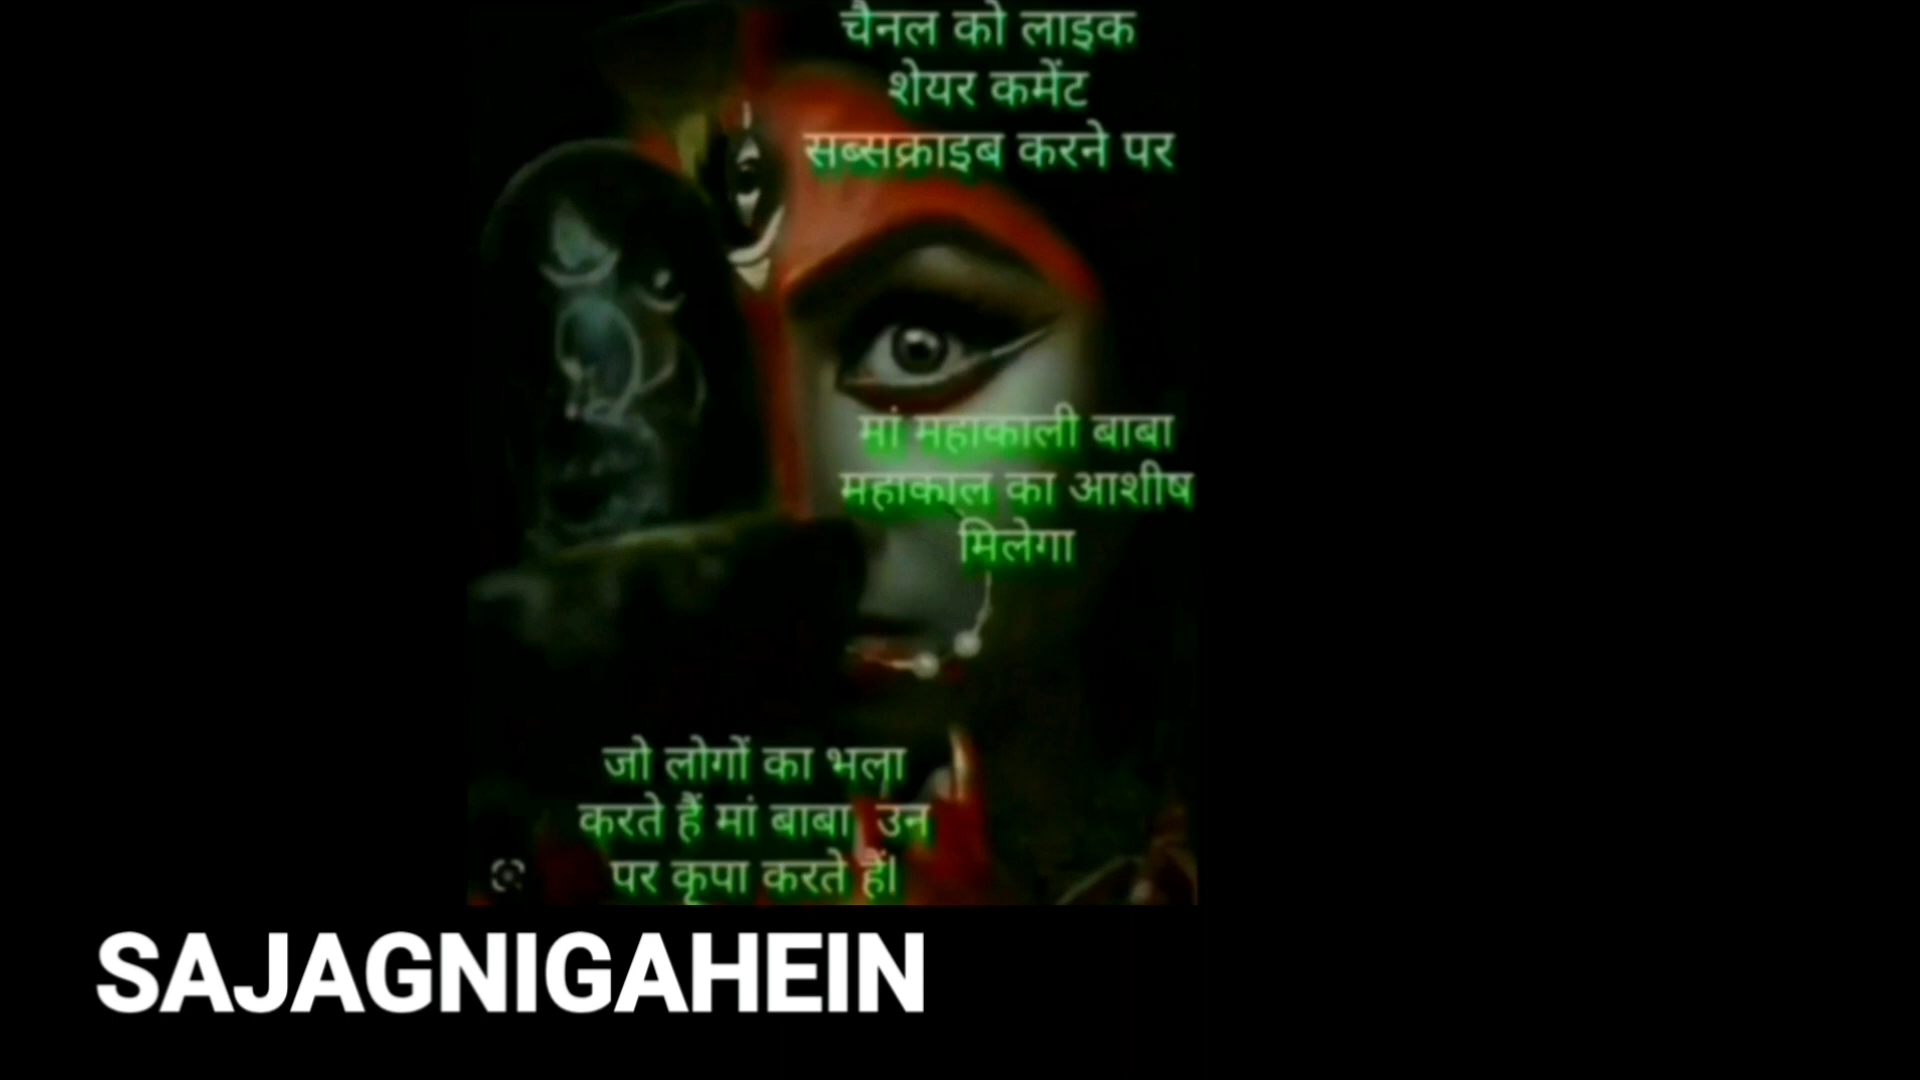 चैनल को लाइक
शेयर कमेंट
सब्सक्राइब करने पर
मां महाकाली बाबा
महाकाल का आशीष
मिलेगा
जो लोगों का भला
करते हैं मां बाबा  उन
पर कृपा करते हैं।
SAJAGNIGAHEIN